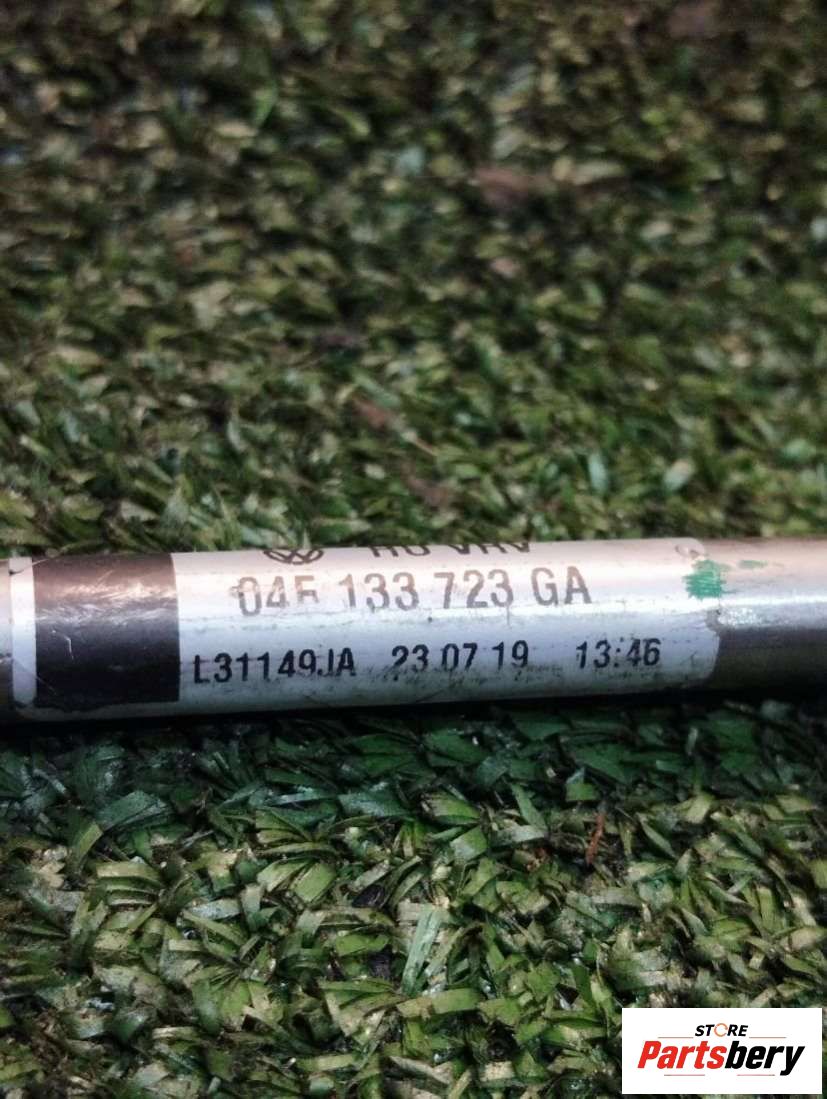 04E 133 723 GA
L31149JA 23 07 19 13:46
STORE
Partsbery